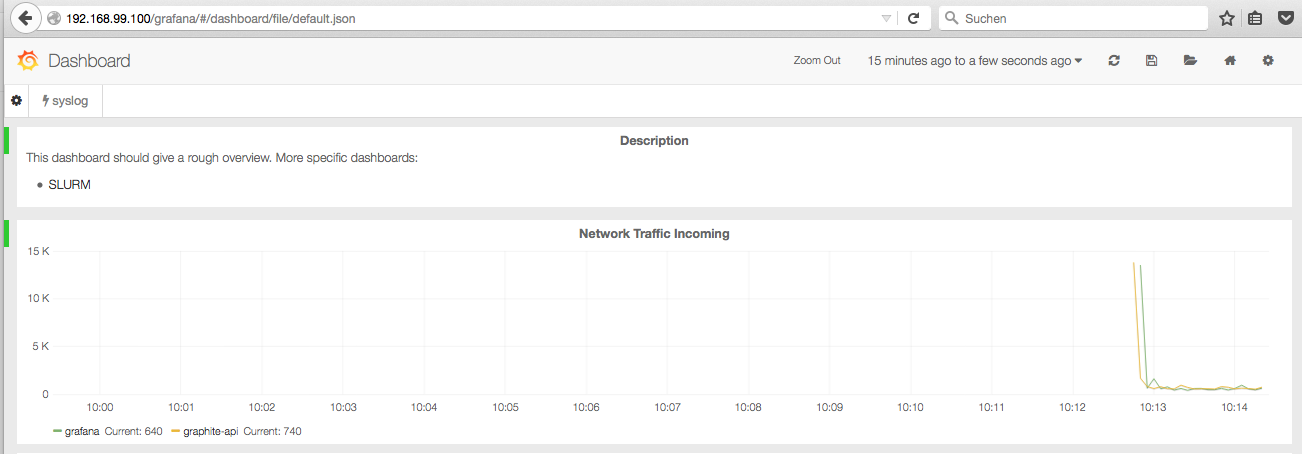 192.168.99.100/grafana/#/dashboard/file/default.json
Suchen
Dashboard
Zoom Out
15 minutes ago to a few seconds ago
syslog
Description
This dashboard should give a rough overview. More specific dashboards:
SLURM
Network Traffic Incoming
15 K
10 K
5 K
0
10:00 10:01 10:02 10:03 10:04 10:05 10:06 10:07 10:08 10:09 10:10 10:11 10:12 10:13 10:14
grafana Current: 640 graphite-api Current: 740